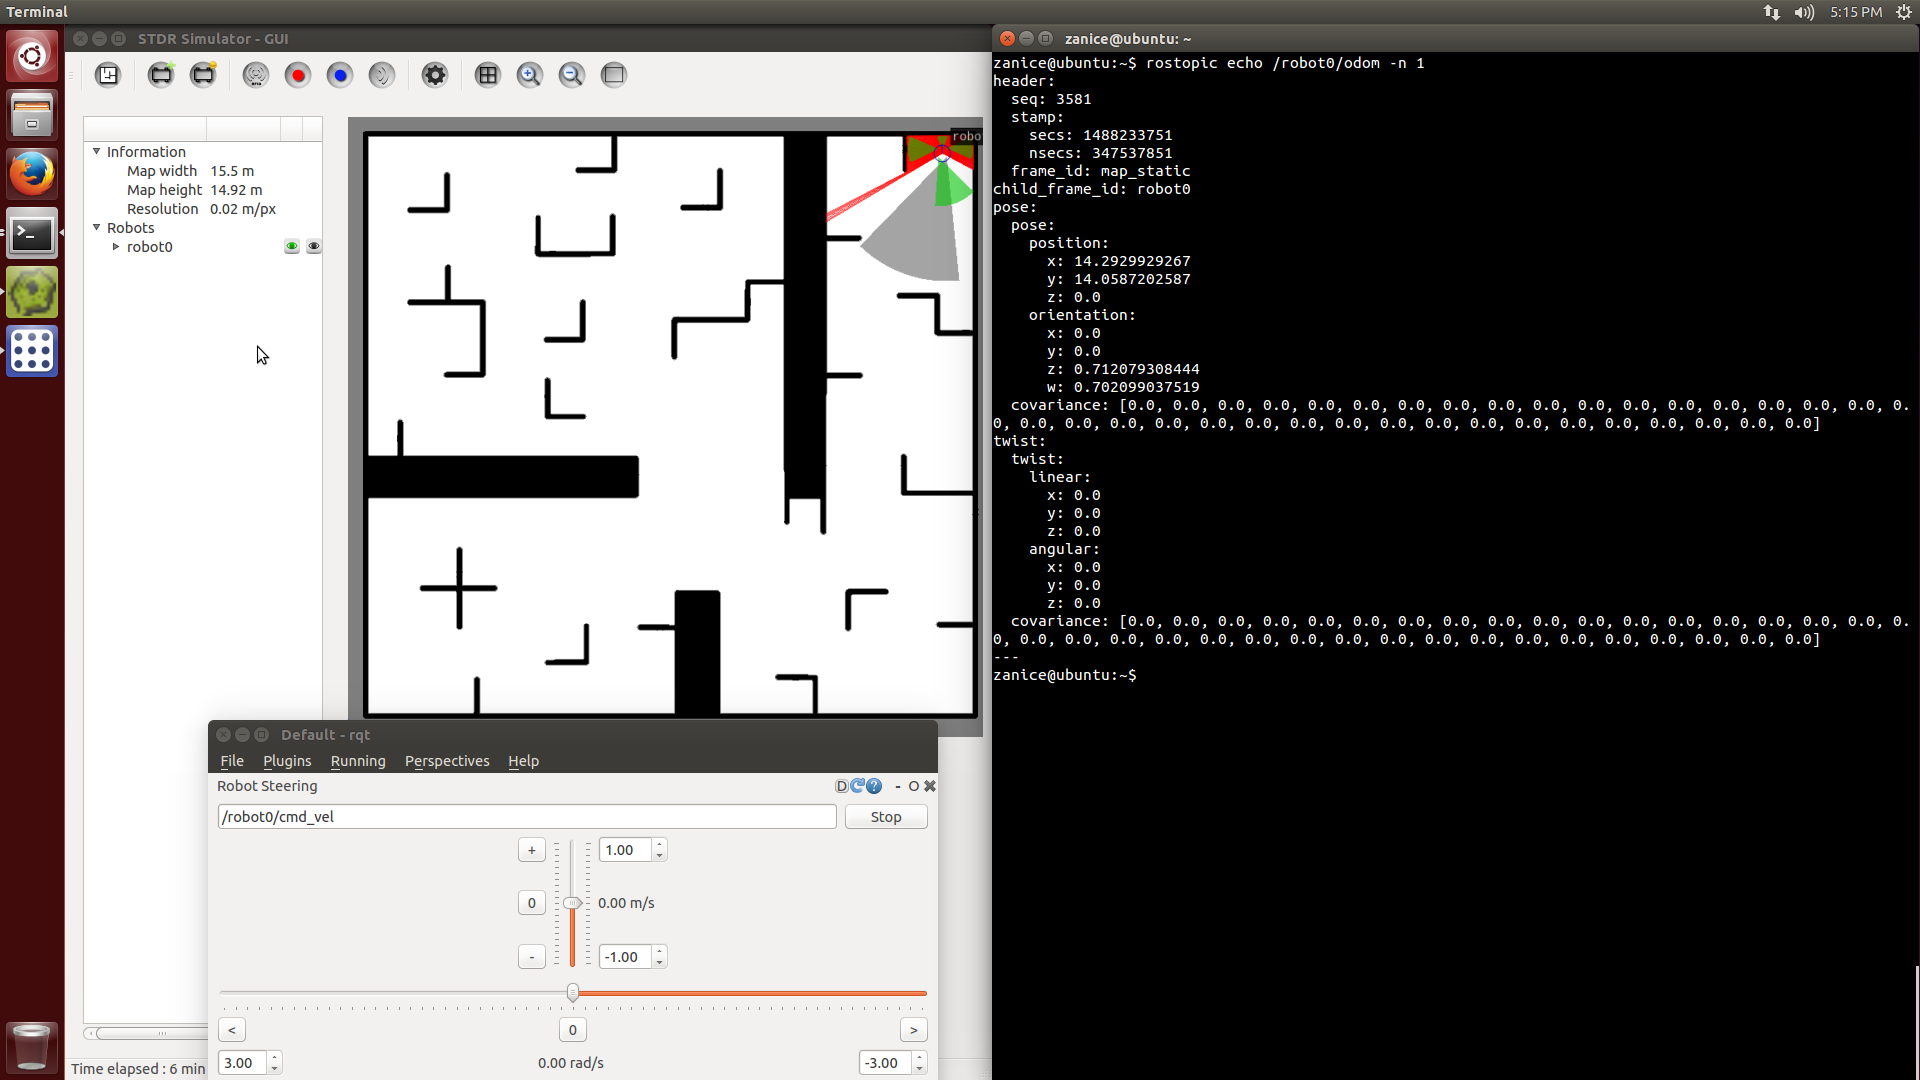 Terminal
5:15 PM
STDR Simulator - GUI
Information
Map width 15.5 m
Map height 14.92 m
Resolution 0.02 m/px
Robots
robot0
robo
Default - rqt
File Plugins Running Perspectives Help
Robot Steering
D ? - O
/robot0/cmd_vel
Stop
+
1.00
0
0.00 m/s
-
-1.00
< 0 >
3.00
0.00 rad/s
-3.00
Time elapsed : 6 min
zanice@ubuntu: ~
zanice@ubuntu:~$ rostopic echo /robot0/odom -n 1
header:
seq: 3581
stamp:
secs: 1488233751
nsecs: 347537851
frame_id: map_static
child_frame_id: robot0
pose:
pose:
position:
x: 14.2929929267
y: 14.0587202587
z: 0.0
orientation:
x: 0.0
y: 0.0
z: 0.712079308444
w: 0.702099037519
covariance: [0.0, 0.0, 0.0, 0.0, 0.0, 0.0, 0.0, 0.0, 0.0, 0.0, 0.0, 0.0, 0.0, 0.0, 0.0, 0.0, 0.0, 0.
0, 0.0, 0.0, 0.0, 0.0, 0.0, 0.0, 0.0, 0.0, 0.0, 0.0, 0.0, 0.0, 0.0, 0.0, 0.0, 0.0, 0.0, 0.0]
twist:
twist:
linear:
x: 0.0
y: 0.0
z: 0.0
angular:
x: 0.0
y: 0.0
z: 0.0
covariance: [0.0, 0.0, 0.0, 0.0, 0.0, 0.0, 0.0, 0.0, 0.0, 0.0, 0.0, 0.0, 0.0, 0.0, 0.0, 0.0, 0.0, 0.
0, 0.0, 0.0, 0.0, 0.0, 0.0, 0.0, 0.0, 0.0, 0.0, 0.0, 0.0, 0.0, 0.0, 0.0, 0.0, 0.0, 0.0, 0.0]
---
zanice@ubuntu:~$